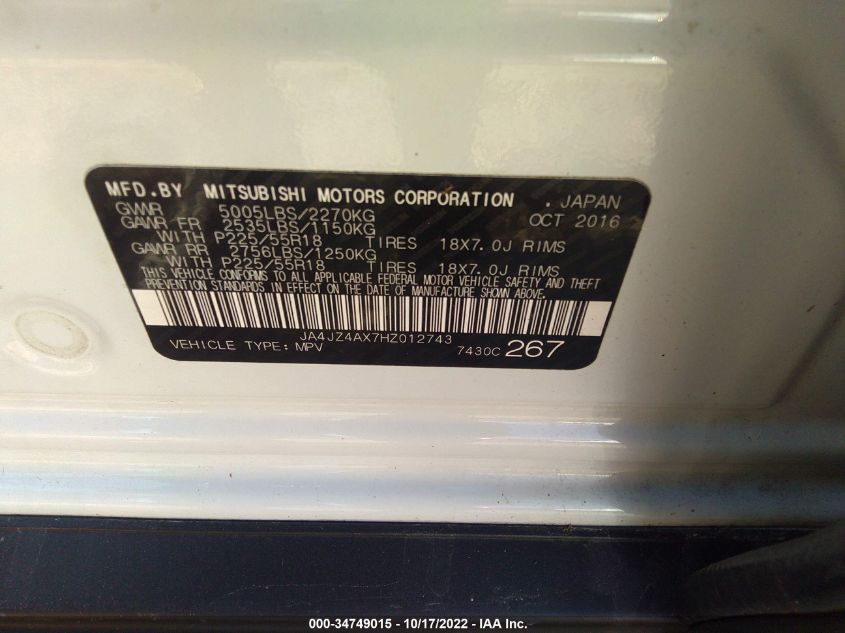 MFD.BY MITSUBISHI MOTORS CORPORATION . JAPAN
GVWR 5005LBS/2270KG OCT 2016
GAWR FR 2535LBS/1150KG
WITH P225/55R18 TIRES 18X7.0J RIMS
GAWR RR 2756LBS/1250KG
WITH P225/55R18 TIRES 18X7.0J RIMS
THIS VEHICLE CONFORMS TO ALL APPLICABLE FEDERAL MOTOR VEHICLE SAFETY AND THEFT
PREVENTION STANDARDS IN EFFECT ON THE DATE OF MANUFACTURE SHOWN ABOVE.
JA4JZ4AX7HZ012743
VEHICLE TYPE: MPV 7430C 267
000-34749015 - 10/17/2022 - IAA Inc.